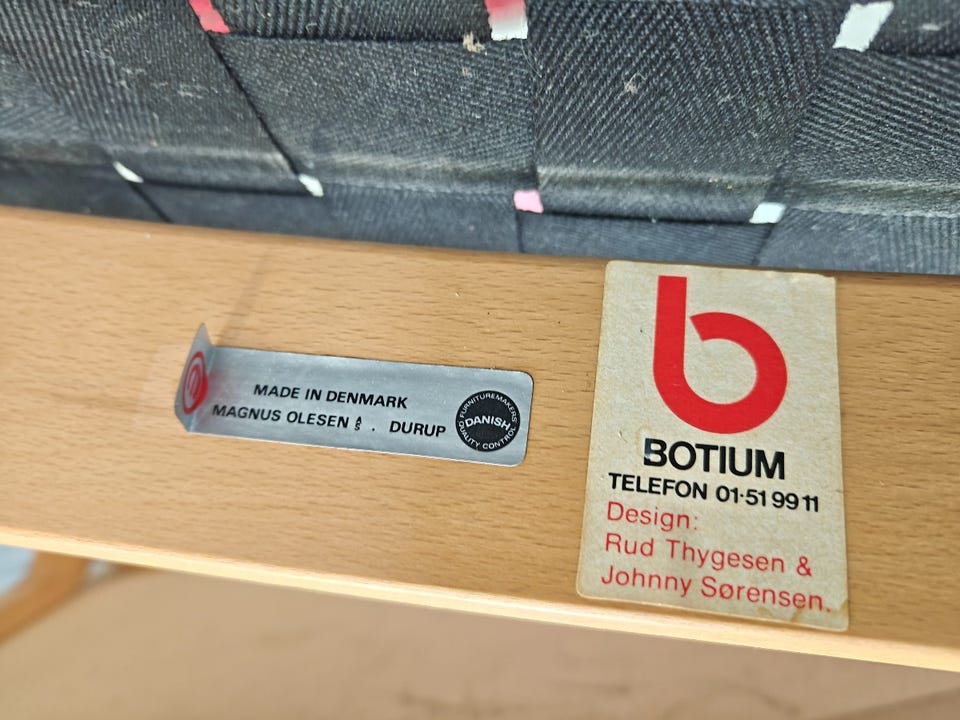 MADE IN DENMARK
MAGNUS OLESEN A/S . DURUP
FURNITUREMAKERS
DANISH
QUALITY CONTROL
b
BOTIUM
TELEFON 01·51 99 11
Design:
Rud Thygesen &
Johnny Sørensen.